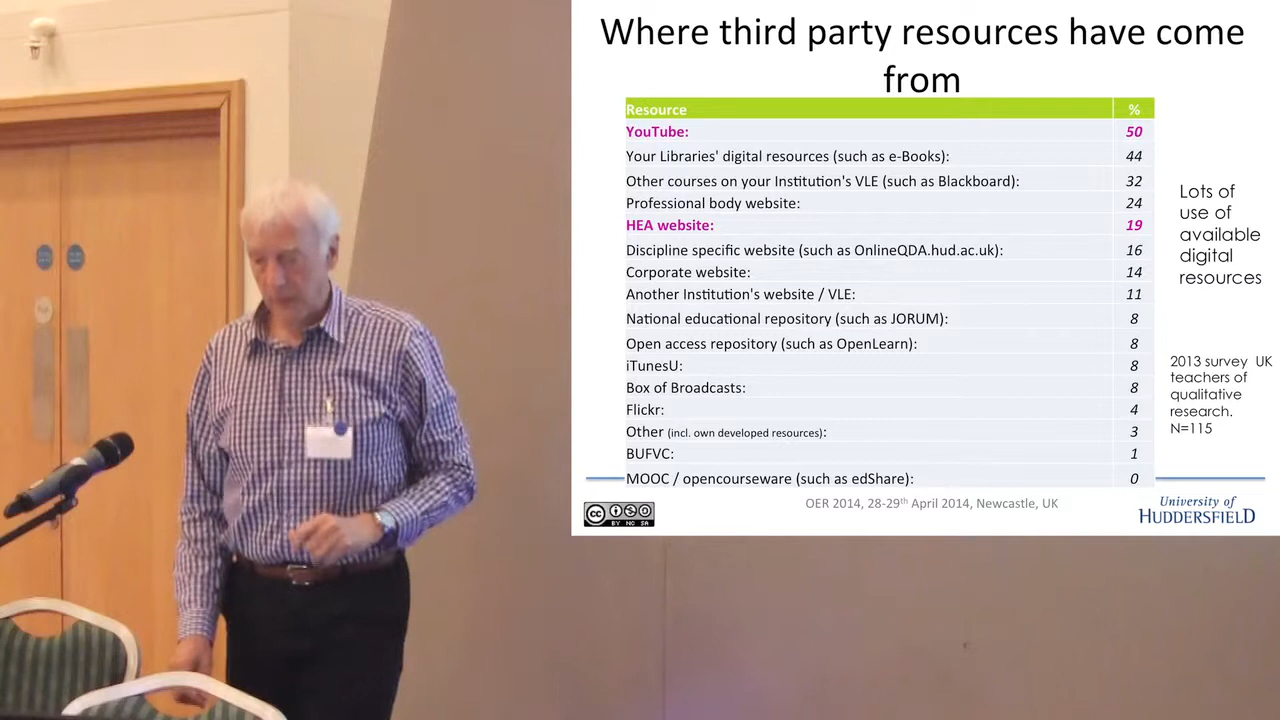 Where third party resources have come
from
Resource %
YouTube: 50
Your Libraries' digital resources (such as e-Books): 44
Other courses on your Institution's VLE (such as Blackboard): 32
Professional body website: 24
HEA website: 19
Discipline specific website (such as OnlineQDA.hud.ac.uk): 16
Corporate website: 14
Another Institution's website / VLE: 11
National educational repository (such as JORUM): 8
Open access repository (such as OpenLearn): 8
iTunesU: 8
Box of Broadcasts: 8
Flickr: 4
Other (incl. own developed resources): 3
BUFVC: 1
MOOC / opencourseware (such as edShare): 0
Lots of
use of
available
digital
resources
2013 survey UK
teachers of
qualitative
research.
N=115
cc BY NC SA
OER 2014, 28-29th April 2014, Newcastle, UK
University of
HUDDERSFIELD